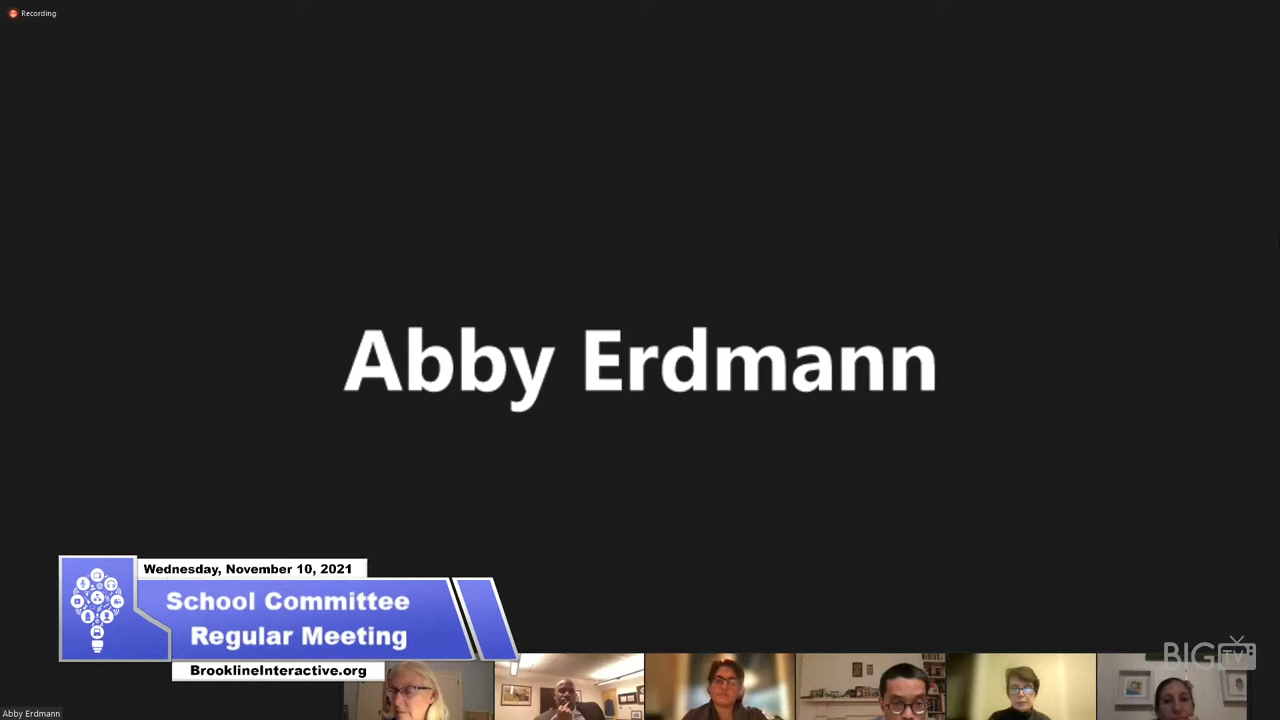 Recording
Abby Erdmann
Wednesday, November 10, 2021
School Committee
Regular Meeting
BrooklineInteractive.org
BIG TV
Abby Erdmann